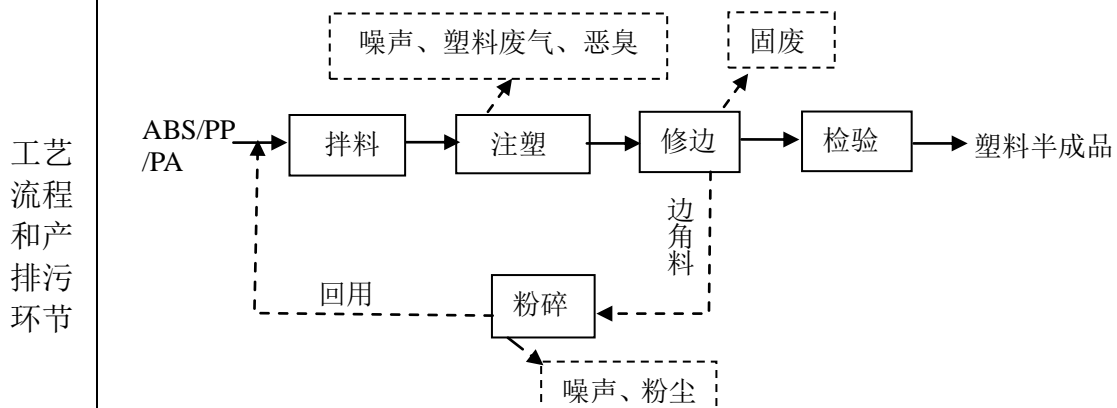 工艺
流程
和产
排污
环节
噪声、塑料废气、恶臭
固废
ABS/PP
/PA
拌料
注塑
修边
检验
塑料半成品
边角料
回用
粉碎
噪声、粉尘